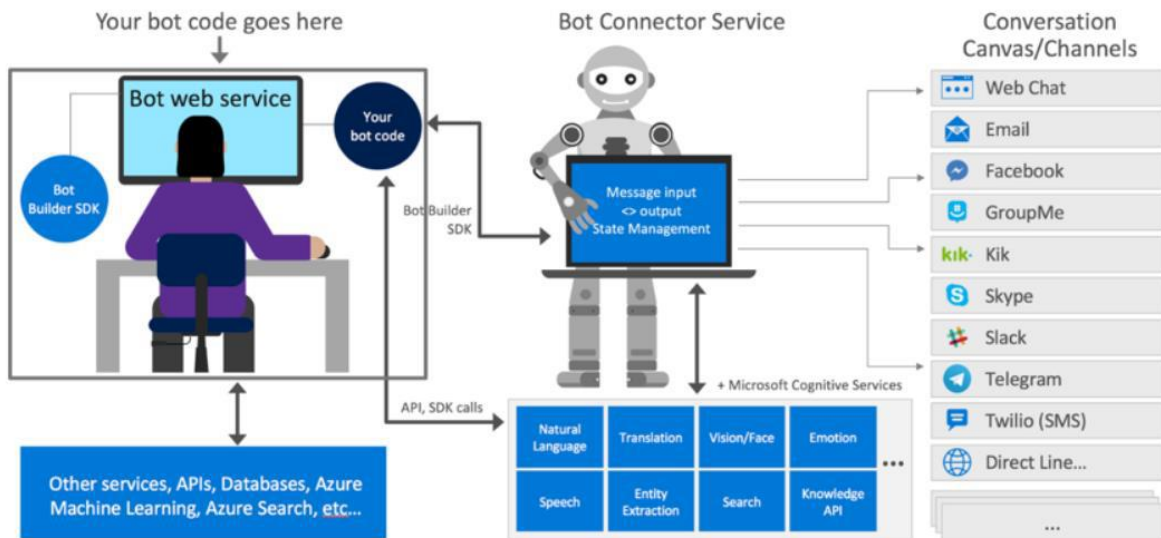 Your bot code goes here
Bot web service
Your
bot code
Bot
Builder SDK
Bot Builder
SDK
API, SDK calls
Other services, APIs, Databases, Azure
Machine Learning, Azure Search, etc...
Bot Connector Service
Message input
<> output
State Management
+ Microsoft Cognitive Services
Natural
Language
Translation
Vision/Face
Emotion
Speech
Entity
Extraction
Search
Knowledge
API
...
Conversation
Canvas/Channels
Web Chat
Email
Facebook
GroupMe
kik.
Kik
Skype
Slack
Telegram
Twilio (SMS)
Direct Line...
...